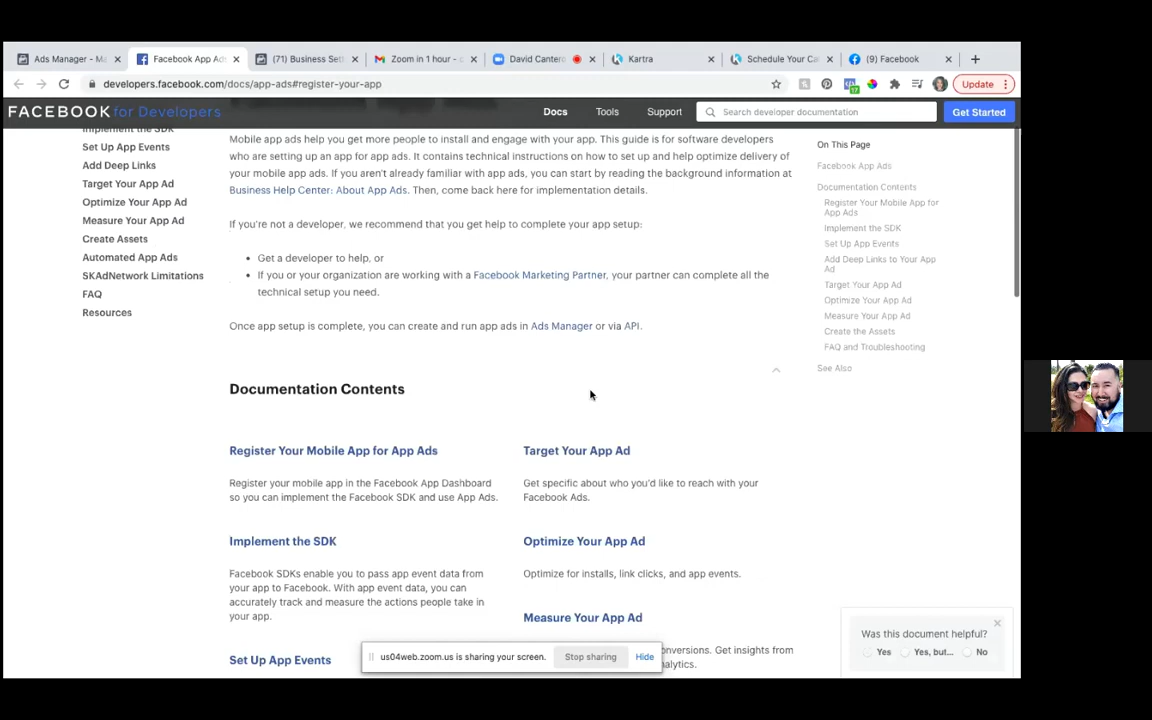 Ads Manager - Ma
Facebook App Ads
(71) Business Sett
Zoom in 1 hour - c
David Cantero
Kartra
Schedule Your Ca
(9) Facebook
developers.facebook.com/docs/app-ads#register-your-app
17
Update
FACEBOOK for Developers
Docs
Tools
Support
Search developer documentation
Get Started
Implement the SDK
Set Up App Events
Add Deep Links
Target Your App Ad
Optimize Your App Ad
Measure Your App Ad
Create Assets
Automated App Ads
SKAdNetwork Limitations
FAQ
Resources
Mobile app ads help you get more people to install and engage with your app. This guide is for software developers
who are setting up an app for app ads. It contains technical instructions on how to set up and help optimize delivery of
your mobile app ads. If you aren't already familiar with app ads, you can start by reading the background information at
Business Help Center: About App Ads. Then, come back here for implementation details.
If you're not a developer, we recommend that you get help to complete your app setup:
• Get a developer to help, or
• If you or your organization are working with a Facebook Marketing Partner, your partner can complete all the
technical setup you need.
Once app setup is complete, you can create and run app ads in Ads Manager or via API.
Documentation Contents
Register Your Mobile App for App Ads
Register your mobile app in the Facebook App Dashboard
so you can implement the Facebook SDK and use App Ads.
Implement the SDK
Facebook SDKs enable you to pass app event data from
your app to Facebook. With app event data, you can
accurately track and measure the actions people take in
your app.
Set Up App Events
Target Your App Ad
Get specific about who you'd like to reach with your
Facebook Ads.
Optimize Your App Ad
Optimize for installs, link clicks, and app events.
Measure Your App Ad
onversions. Get insights from
nalytics.
On This Page
Facebook App Ads
Documentation Contents
Register Your Mobile App for
App Ads
Implement the SDK
Set Up App Events
Add Deep Links to Your App
Ad
Target Your App Ad
Optimize Your App Ad
Measure Your App Ad
Create the Assets
FAQ and Troubleshooting
See Also
Was this document helpful?
Yes
Yes, but...
No
us04web.zoom.us is sharing your screen.
Stop sharing
Hide